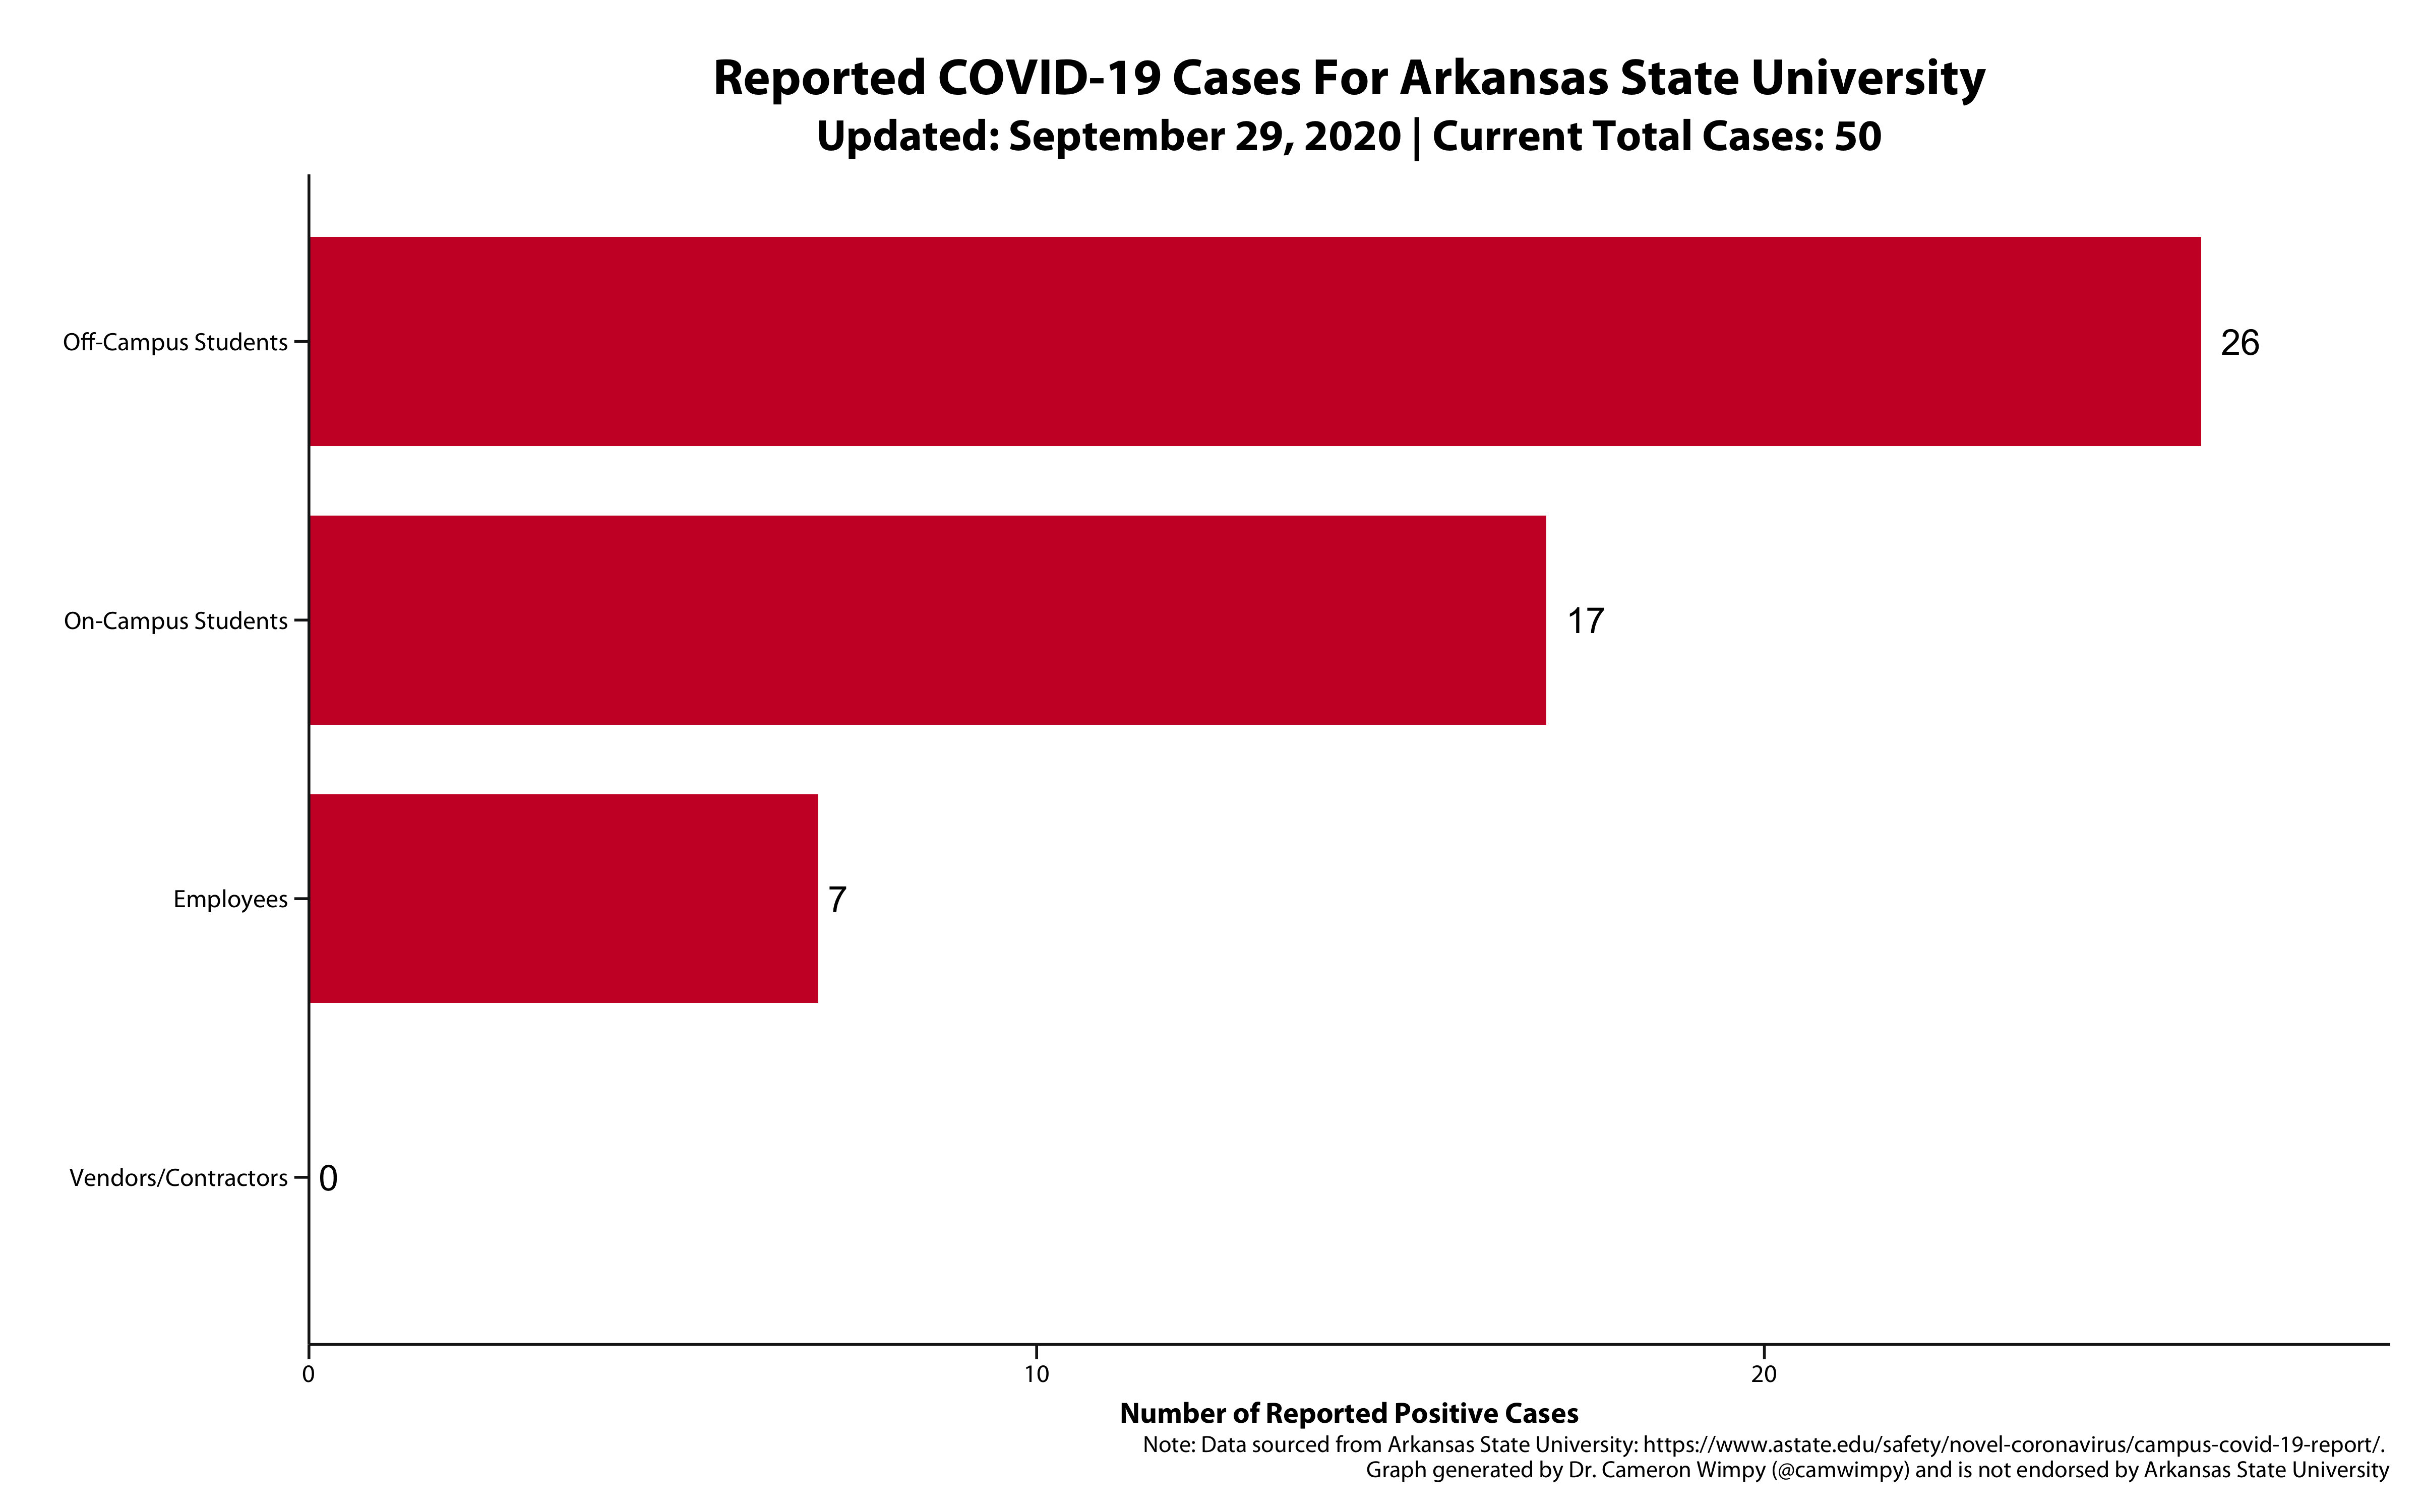 Reported COVID-19 Cases For Arkansas State University
Updated: September 29, 2020 | Current Total Cases: 50
Off-Campus Students
26
On-Campus Students
17
Employees
7
Vendors/Contractors
0
0
10
20
Number of Reported Positive Cases
Note: Data sourced from Arkansas State University: https://www.astate.edu/safety/novel-coronavirus/campus-covid-19-report/.
Graph generated by Dr. Cameron Wimpy (@camwimpy) and is not endorsed by Arkansas State University